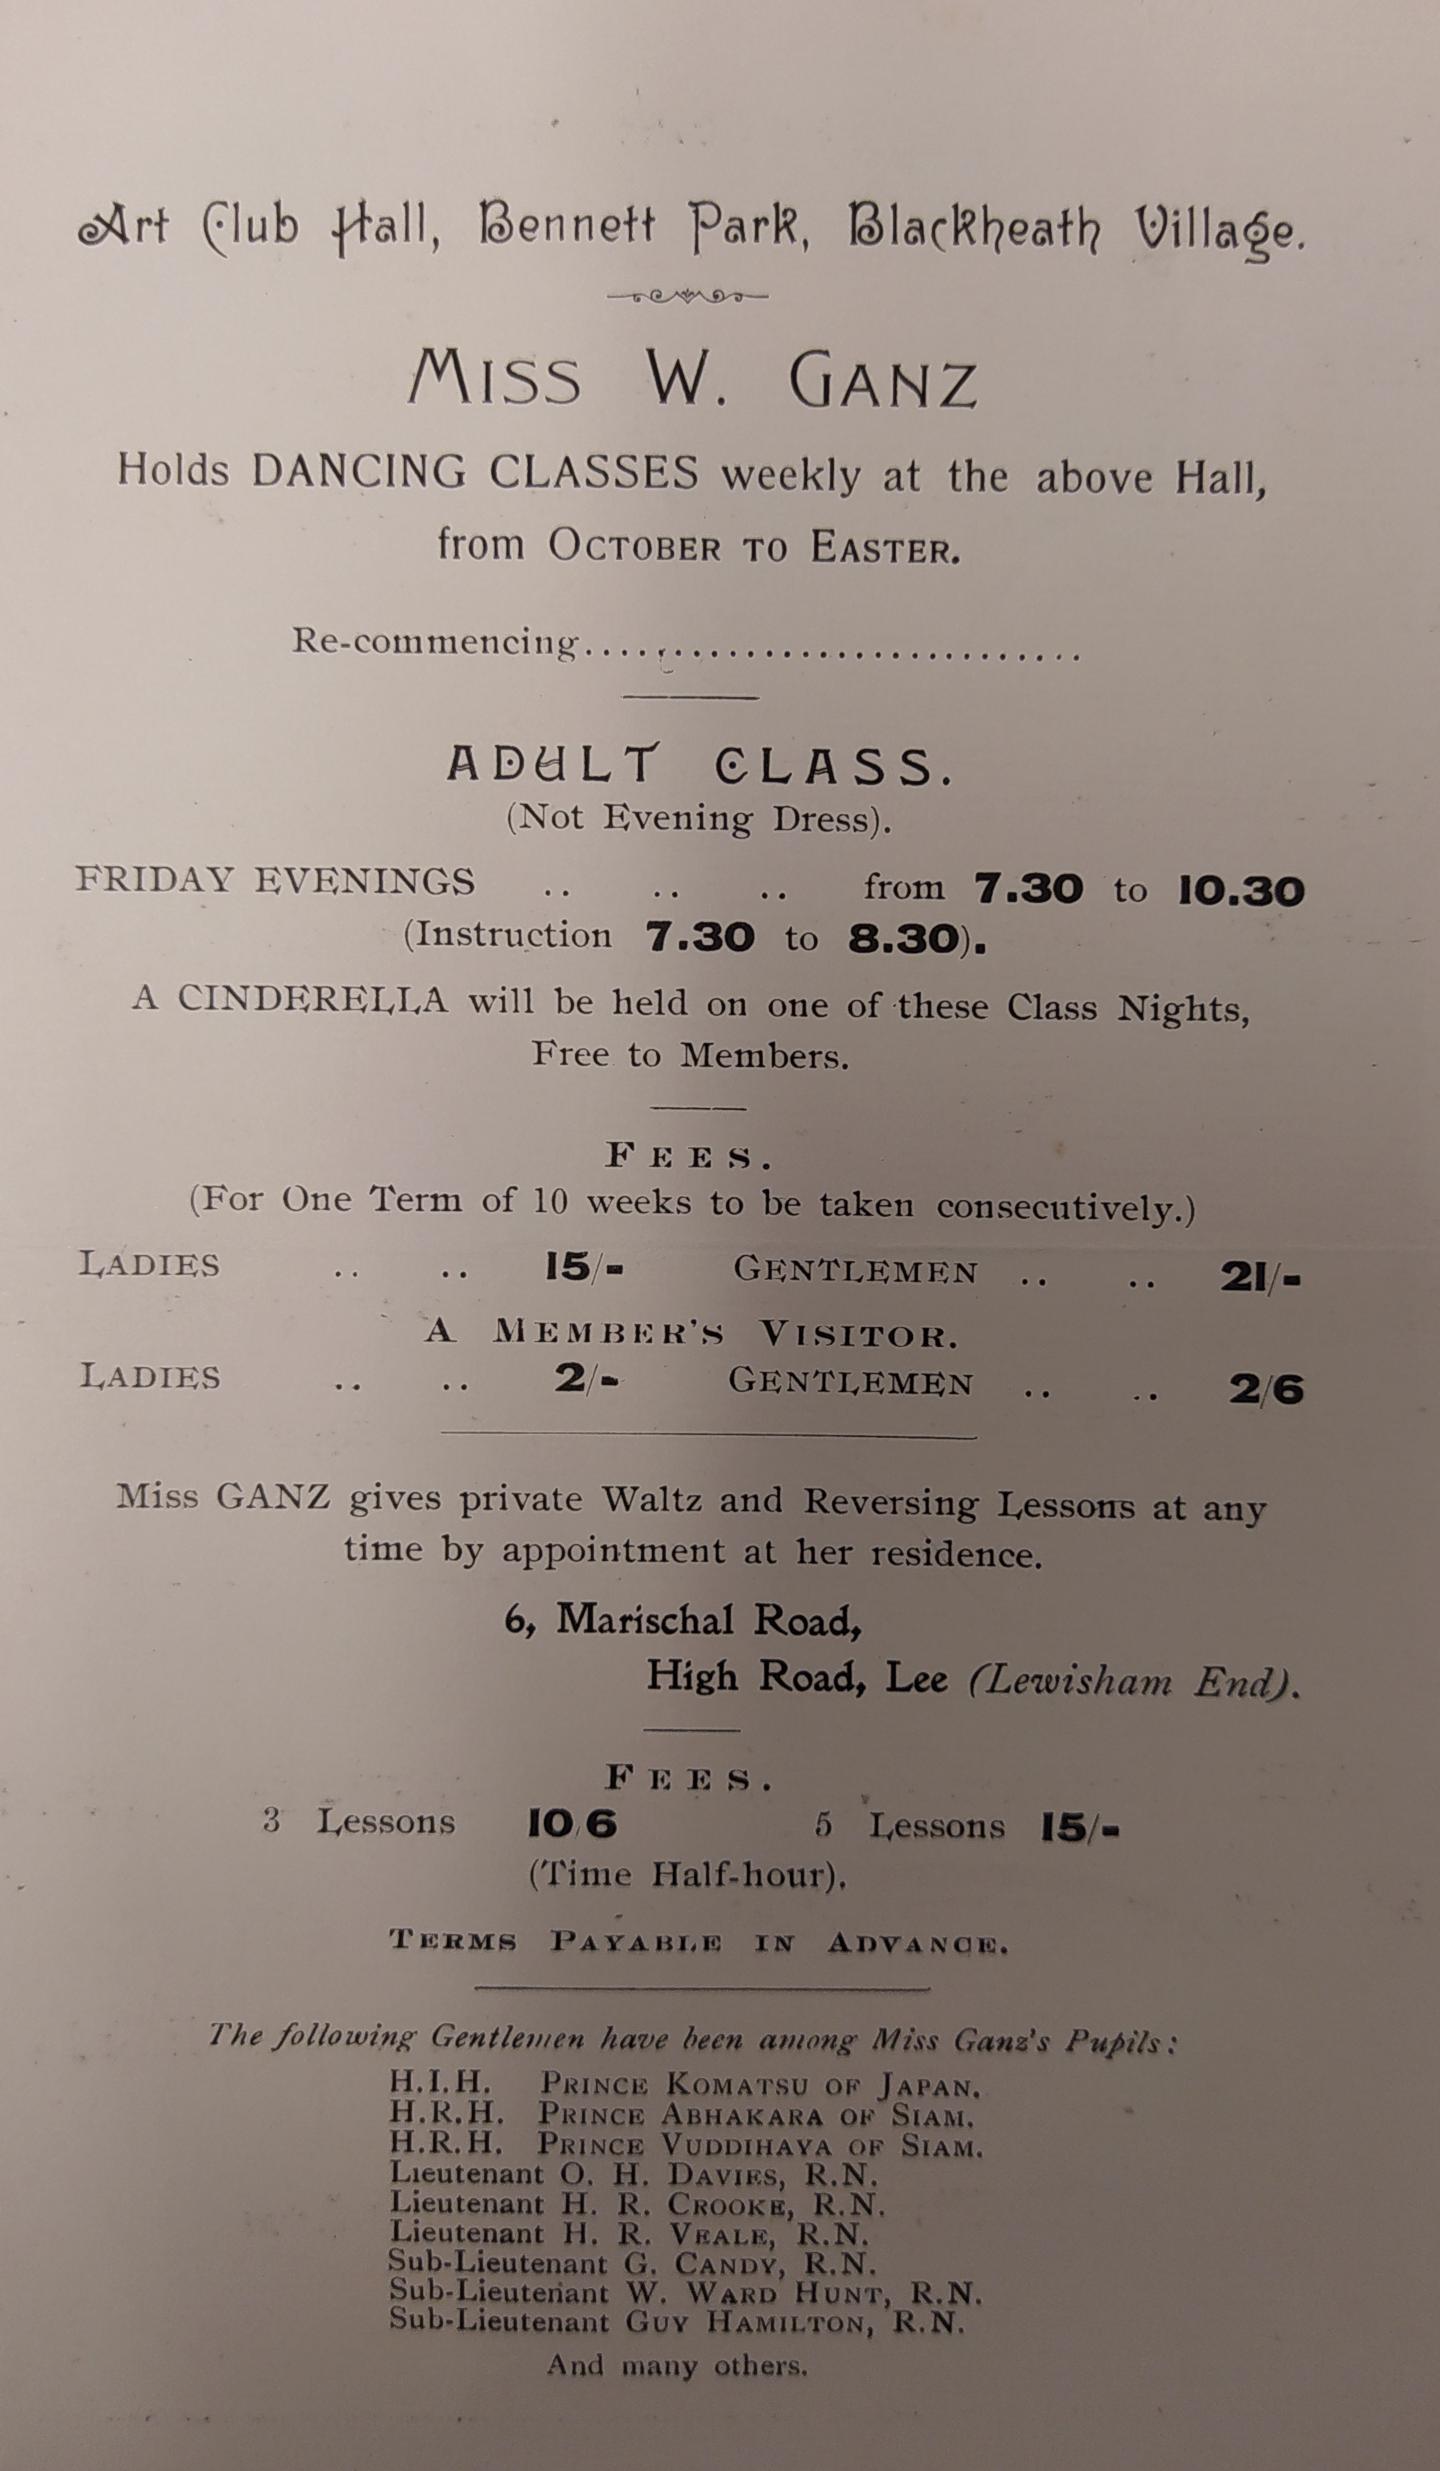 Art Club Hall, Bennett Park, Blackheath Village.
MISS W. GANZ
Holds DANCING CLASSES weekly at the above Hall,
from OCTOBER TO EASTER.
Re-commencing...........................
ADULT CLASS.
(Not Evening Dress).
FRIDAY EVENINGS .. .. .. from 7.30 to 10.30
(Instruction 7.30 to 8.30).
A CINDERELLA will be held on one of these Class Nights,
Free to Members.
FEES.
(For One Term of 10 weeks to be taken consecutively.)
LADIES .. .. 15/- GENTLEMEN .. .. 21/-
A MEMBER'S VISITOR.
LADIES .. .. 2/- GENTLEMEN .. .. 2/6
Miss GANZ gives private Waltz and Reversing Lessons at any
time by appointment at her residence.
6, Marischal Road,
High Road, Lee (Lewisham End).
FEES.
3 Lessons 10/6 5 Lessons 15/-
(Time Half-hour).
TERMS PAYABLE IN ADVANCE.
The following Gentlemen have been among Miss Ganz's Pupils:
H.I.H. PRINCE KOMATSU OF JAPAN.
H.R.H. PRINCE ABHAKARA OF SIAM.
H.R.H. PRINCE VUDDIHAYA OF SIAM.
Lieutenant O. H. DAVIES, R.N.
Lieutenant H. R. CROOKE, R.N.
Lieutenant H. R. VEALE, R.N.
Sub-Lieutenant G. CANDY, R.N.
Sub-Lieutenant W. WARD HUNT, R.N.
Sub-Lieutenant GUY HAMILTON, R.N.
And many others.